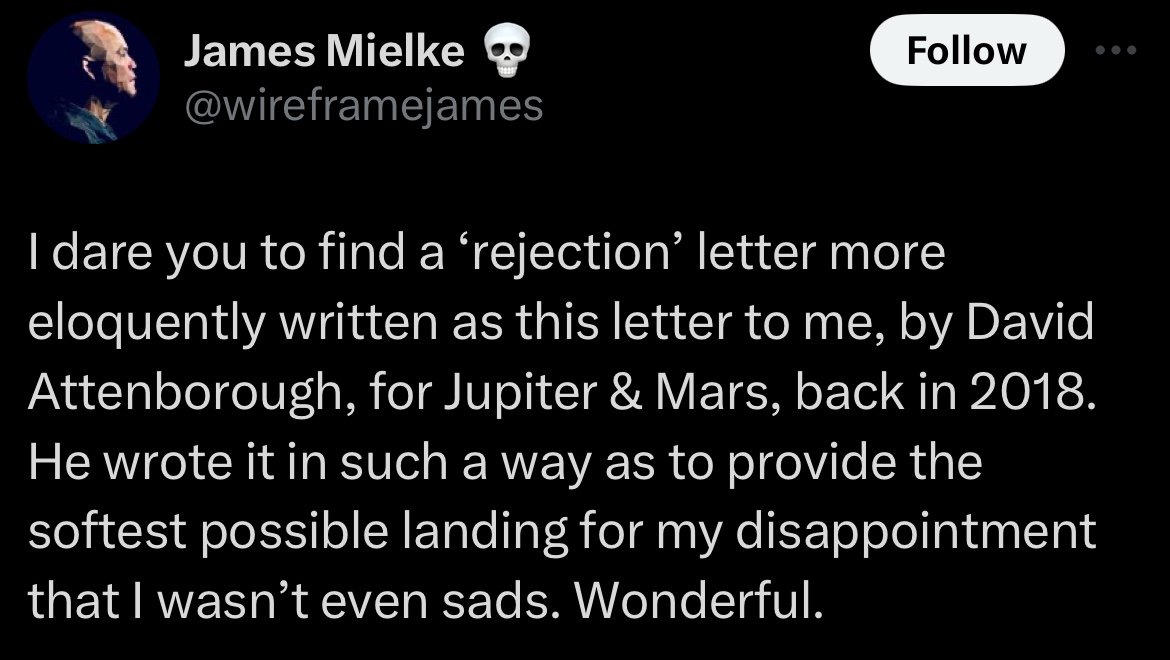 James Mielke 💀
Follow
@wireframejames
I dare you to find a ‘rejection’ letter more
eloquently written as this letter to me, by David
Attenborough, for Jupiter & Mars, back in 2018.
He wrote it in such a way as to provide the
softest possible landing for my disappointment
that I wasn’t even sads. Wonderful.